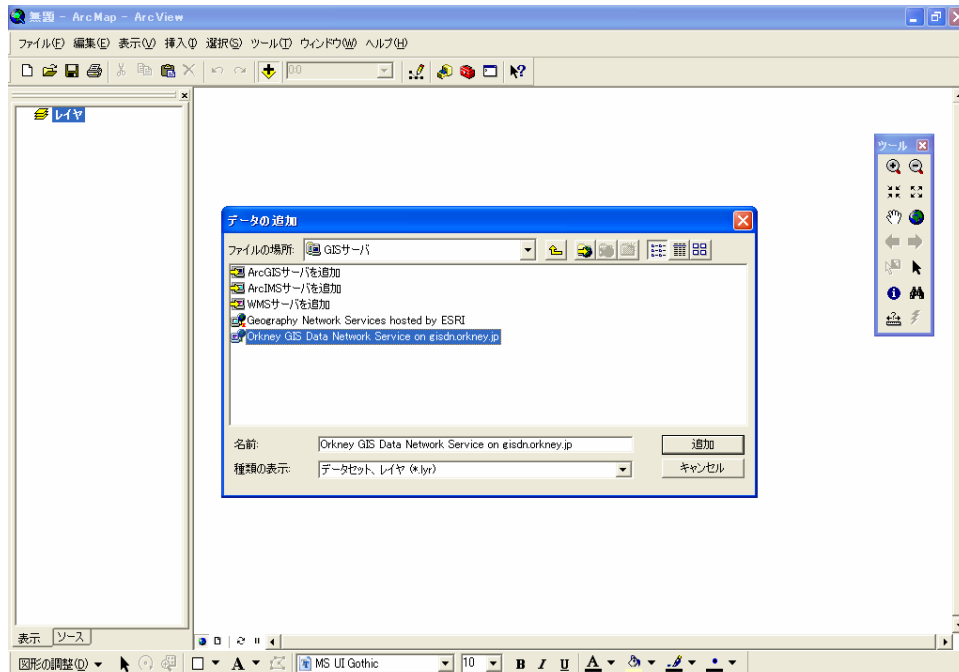 無題 - ArcMap - ArcView
ファイル(F) 編集(E) 表示(V) 挿入(I) 選択(S) ツール(T) ウィンドウ(W) ヘルプ(H)
0:0
レイヤ
ツール
データの追加
ファイルの場所: GISサーバ
ArcGISサーバを追加
ArcIMSサーバを追加
WMSサーバを追加
Geography Network Services hosted by ESRI
Orkney GIS Data Network Service on gisdn.orkney.jp
名前: Orkney GIS Data Network Service on gisdn.orkney.jp 追加
種類の表示: データセット、レイヤ (*.lyr) キャンセル
表示 ソース
図形の調整(D) A MS UI Gothic 10 B I U A